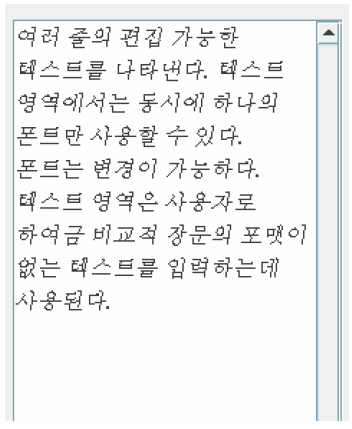 여러 줄의 편집 가능한
텍스트를 나타낸다. 텍스트
영역에서는 동시에 하나의
폰트만 사용할 수 있다.
폰트는 변경이 가능하다.
텍스트 영역은 사용자로
하여금 비교적 장문의 포맷이
없는 텍스트를 입력하는데
사용된다.